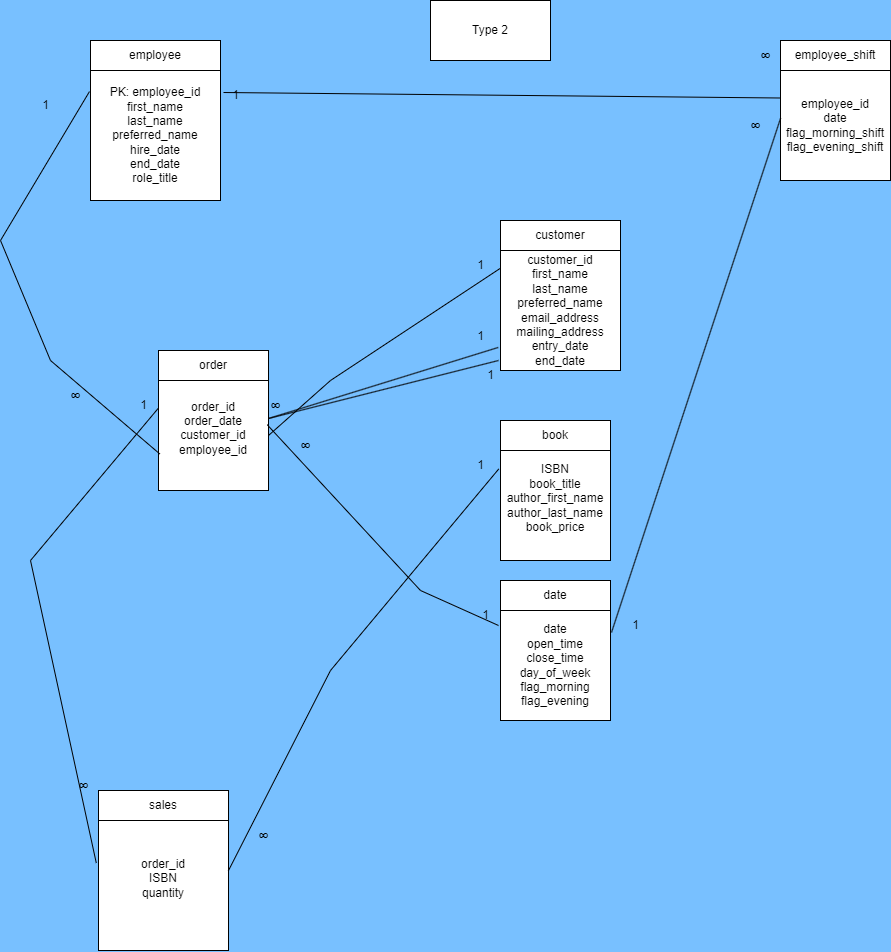 Type 2
employee
PK: employee_id
first_name
last_name
preferred_name
hire_date
end_date
role_title
1
1
∞
employee_shift
employee_id
date
flag_morning_shift
flag_evening_shift
∞
customer
customer_id
first_name
last_name
preferred_name
email_address
mailing_address
entry_date
end_date
1
1
1
order
order_id
order_date
customer_id
employee_id
∞
1
∞
∞
book
ISBN
book_title
author_first_name
author_last_name
book_price
1
date
date
open_time
close_time
day_of_week
flag_morning
flag_evening
1
1
sales
order_id
ISBN
quantity
∞
∞